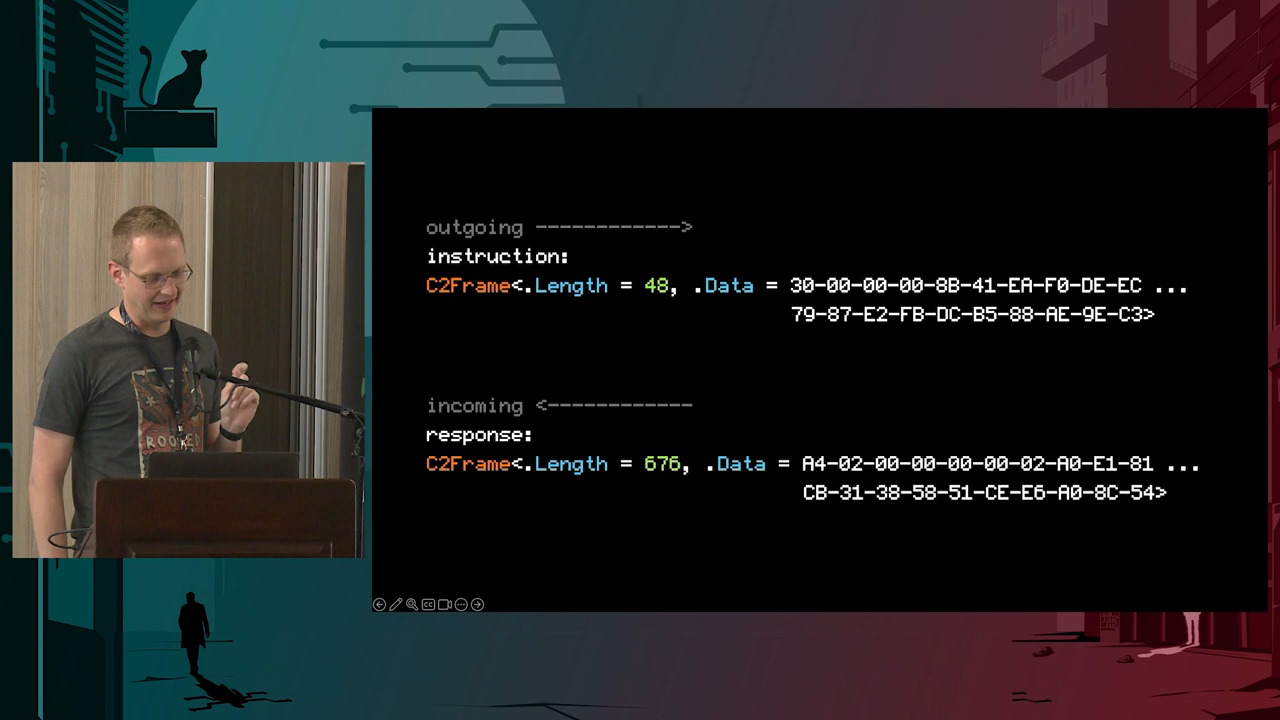 outgoing ------------>
instruction:
C2Frame<.Length = 48, .Data = 30-00-00-00-8B-41-EA-F0-DE-EC ...
79-87-E2-FB-DC-B5-88-AE-9E-C3>
incoming <------------
response:
C2Frame<.Length = 676, .Data = A4-02-00-00-00-00-02-A0-E1-81 ...
CB-31-38-58-51-CE-E6-A0-8C-54>
ROOTED
CC